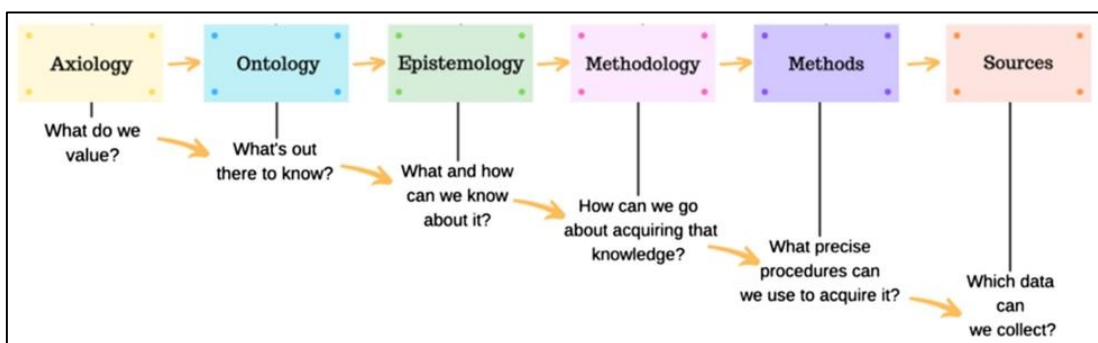 Axiology
Ontology
Epistemology
Methodology
Methods
Sources
What do we
value?
What's out
there to know?
What and how
can we know
about it?
How can we go
about acquiring that
knowledge?
What precise
procedures can
we use to acquire it?
Which data
can
we collect?